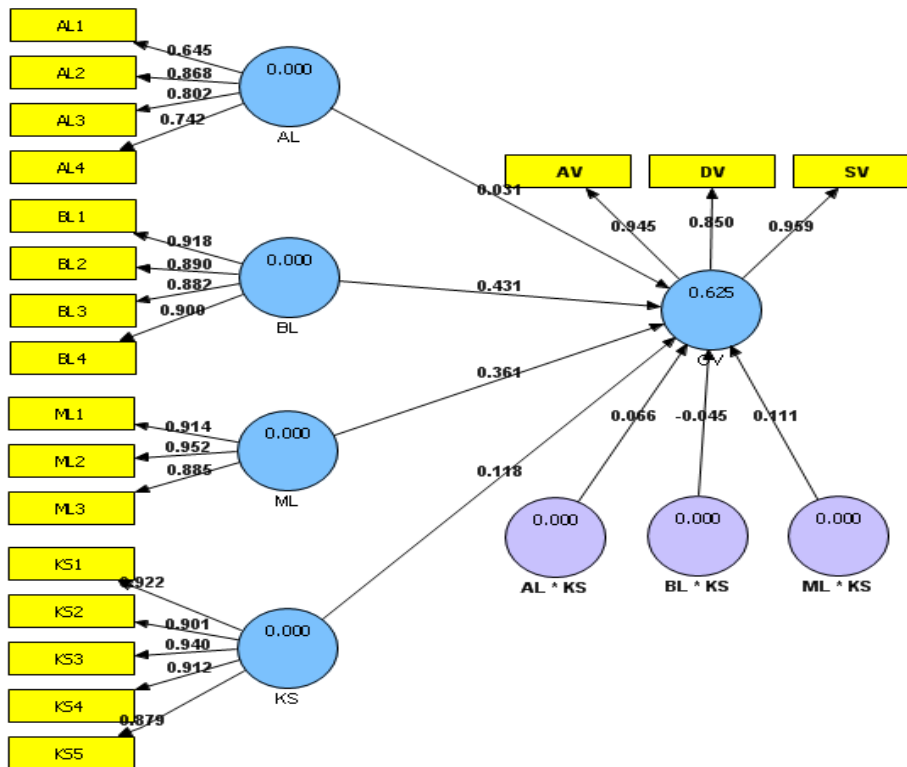 AL1
0.645
AL2
0.868
AL3
0.802
AL4
0.742
0.000
AL
0.031
BL1
0.918
BL2
0.890
BL3
0.882
BL4
0.900
0.000
BL
0.431
ML1
0.914
ML2
0.952
ML3
0.885
0.000
ML
0.361
KS1
0.922
KS2
0.901
KS3
0.940
KS4
0.912
KS5
0.879
0.000
KS
0.118
AV
DV
SV
0.945
0.850
0.959
0.625
0.066
-0.045
0.111
0.000
AL * KS
0.000
BL * KS
0.000
ML * KS